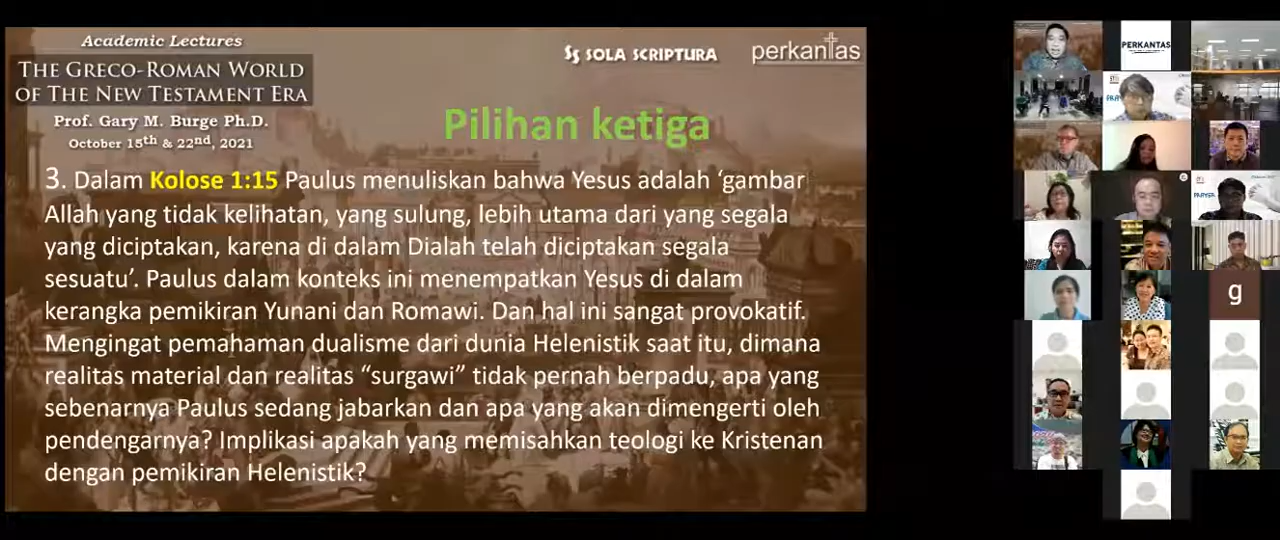 Academic Lectures
THE GRECO-ROMAN WORLD
OF THE NEW TESTAMENT ERA
Prof. Gary M. Burge Ph.D.
October 15th & 22nd, 2021
SS SOLA SCRIPTURA
perkantas
Pilihan ketiga
3. Dalam Kolose 1:15 Paulus menuliskan bahwa Yesus adalah ‘gambar
Allah yang tidak kelihatan, yang sulung, lebih utama dari yang segala
yang diciptakan, karena di dalam Dialah telah diciptakan segala
sesuatu’. Paulus dalam konteks ini menempatkan Yesus di dalam
kerangka pemikiran Yunani dan Romawi. Dan hal ini sangat provokatif.
Mengingat pemahaman dualisme dari dunia Helenistik saat itu, dimana
realitas material dan realitas “surgawi” tidak pernah berpadu, apa yang
sebenarnya Paulus sedang jabarkan dan apa yang akan dimengerti oleh
pendengarnya? Implikasi apakah yang memisahkan teologi ke Kristenan
dengan pemikiran Helenistik?
PERKANTAS
g